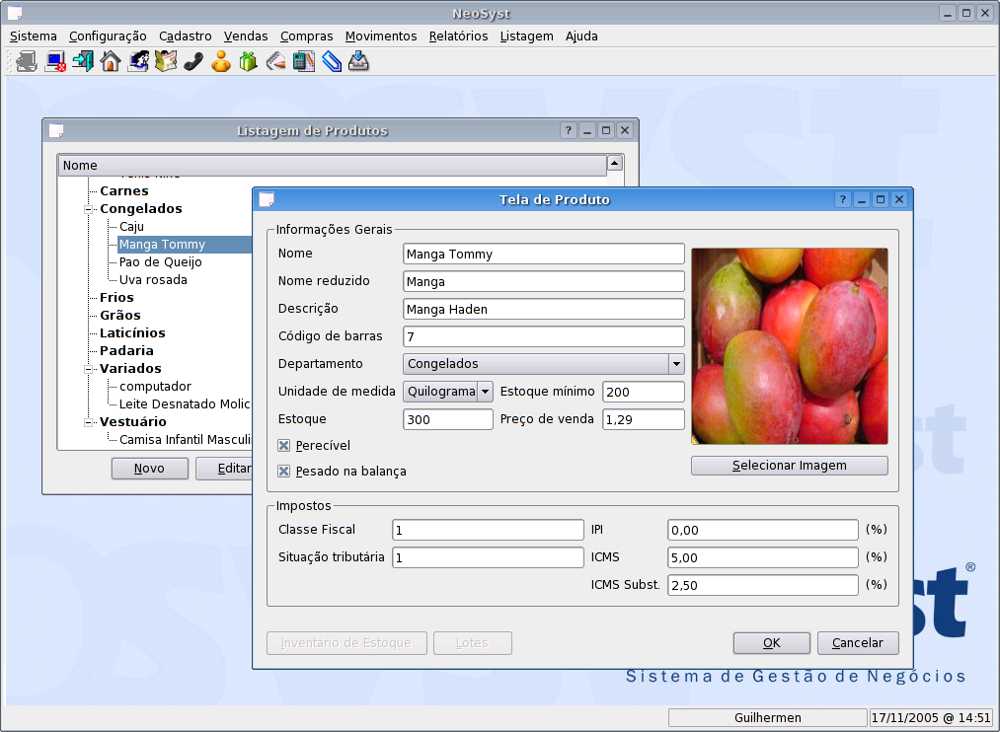 NeoSyst
Sistema Configuração Cadastro Vendas Compras Movimentos Relatórios Listagem Ajuda
Listagem de Produtos
Nome
Carnes
Congelados
Caju
Manga Tommy
Pao de Queijo
Uva rosada
Frios
Grãos
Laticínios
Padaria
Variados
computador
Leite Desnatado Molic
Vestuário
Camisa Infantil Masculi
Novo Editar
Tela de Produto
Informações Gerais
Nome Manga Tommy
Nome reduzido Manga
Descrição Manga Haden
Código de barras 7
Departamento Congelados
Unidade de medida Quilograma Estoque mínimo 200
Estoque 300 Preço de venda 1,29
Perecível
Pesado na balança
Selecionar Imagem
Impostos
Classe Fiscal 1 IPI 0,00 (%)
Situação tributária 1 ICMS 5,00 (%)
ICMS Subst. 2,50 (%)
Inventário de Estoque Lotes OK Cancelar
st®
Sistema de Gestão de Negócios
Guilhermen 17/11/2005 @ 14:51